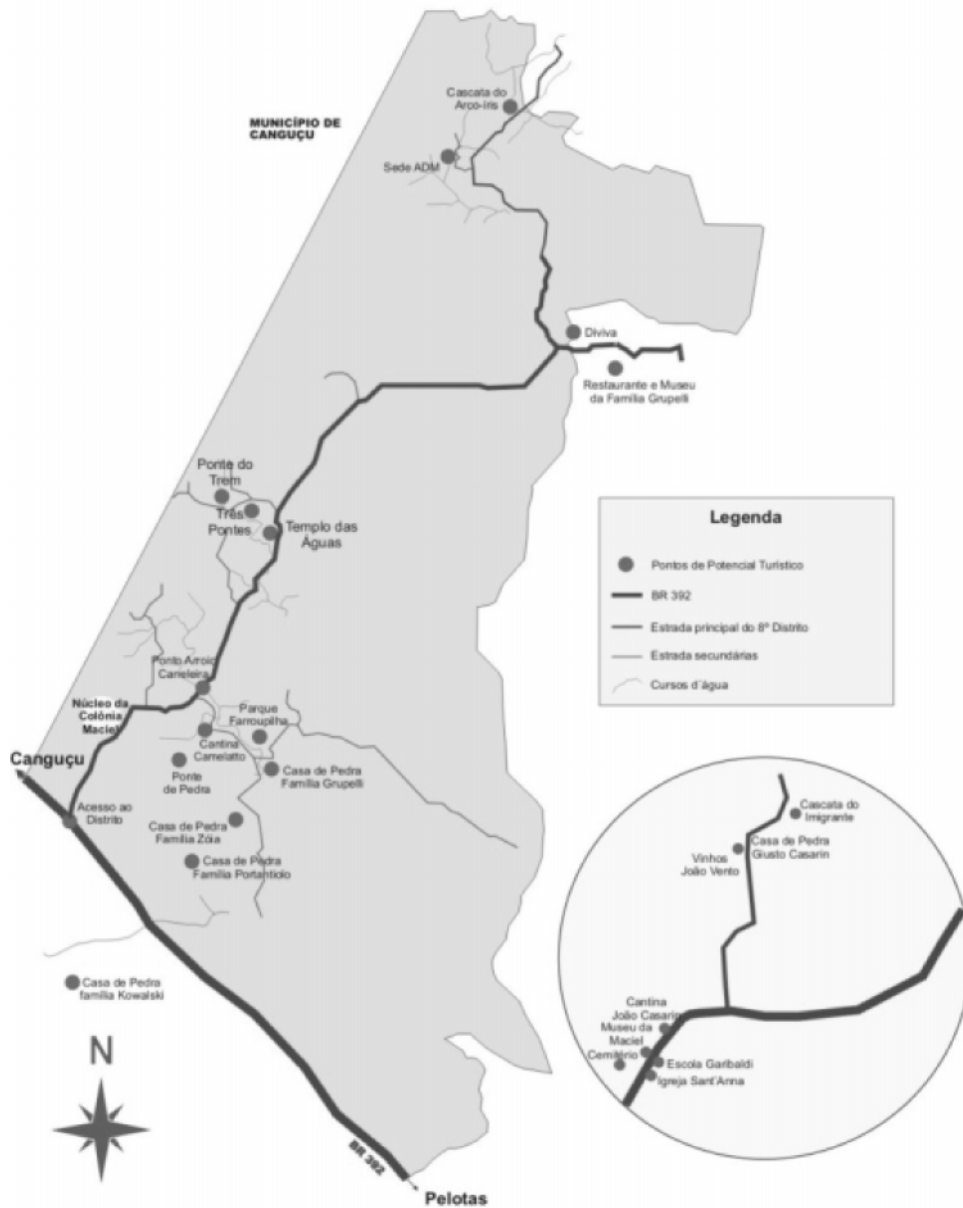 Cascata do
Arco-íris
MUNICÍPIO DE
CANGUÇU
Sede ADM
Diviva
Restaurante e Museu
da Família Grupelli
Ponte do
Trem
Três
Pontes
Templo das
Águas
Legenda
Pontos de Potencial Turístico
BR 392
Estrada principal do 8º Distrito
Estrada secundárias
Cursos d´água
Ponto Arroio
Caneleira
Núcleo da
Colônia
Maciel
Parque
Farroupilha
Cantina
Camelatto
Canguçu
Ponte
de Pedra
Casa de Pedra
Família Grupelli
Acesso ao
Distrito
Casa de Pedra
Família Zóia
Casa de Pedra
Família Portantiolo
Casa de Pedra
família Kowalski
N
BR 392
Pelotas
Cascata do
Imigrante
Casa de Pedra
Giusto Casarin
Vinhos
João Vento
Cantina
João Casarin
Museu da
Maciel
Cemitério
Escola Garibaldi
Igreja Sant´Anna